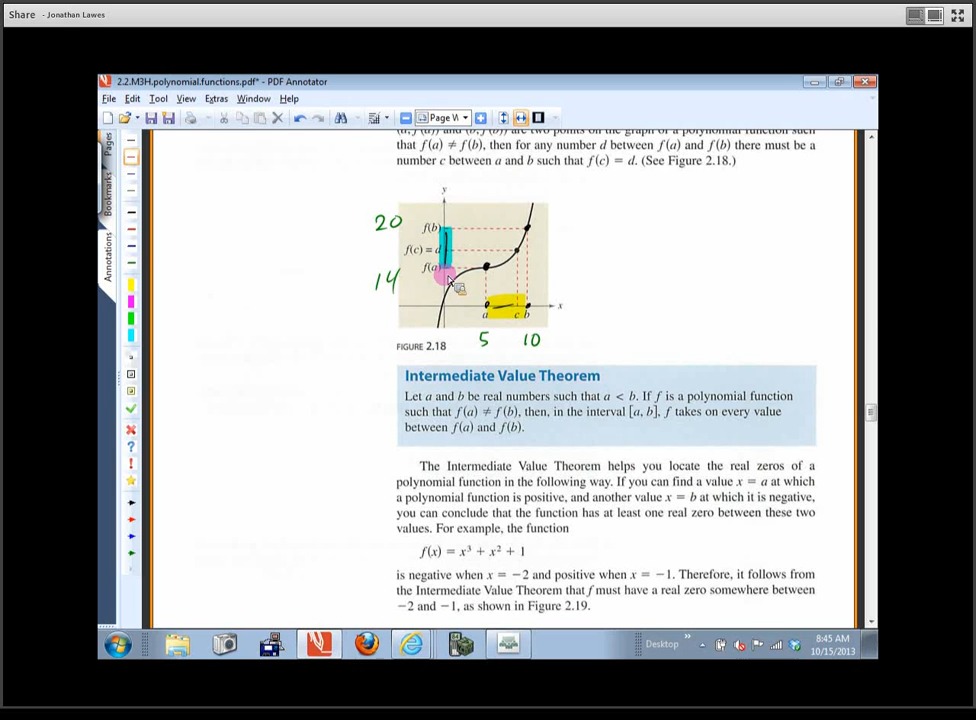 Share - Jonathan Lawes
2.2.M3H.polynomial.functions.pdf* - PDF Annotator
File Edit Tool View Extras Window Help
Page W
Pages
Bookmarks
Annotations
that f(a) ≠ f(b), then for any number d between f(a) and f(b) there must be a
number c between a and b such that f(c) = d. (See Figure 2.18.)
y
20 f(b)
f(c) = d
14 f(a)
x
a c b
5 10
FIGURE 2.18
Intermediate Value Theorem
Let a and b be real numbers such that a < b. If f is a polynomial function
such that f(a) ≠ f(b), then, in the interval [a, b], f takes on every value
between f(a) and f(b).
The Intermediate Value Theorem helps you locate the real zeros of a
polynomial function in the following way. If you can find a value x = a at which
a polynomial function is positive, and another value x = b at which it is negative,
you can conclude that the function has at least one real zero between these two
values. For example, the function
f(x) = x³ + x² + 1
is negative when x = −2 and positive when x = −1. Therefore, it follows from
the Intermediate Value Theorem that f must have a real zero somewhere between
−2 and −1, as shown in Figure 2.19.
Desktop
8:45 AM
10/15/2013